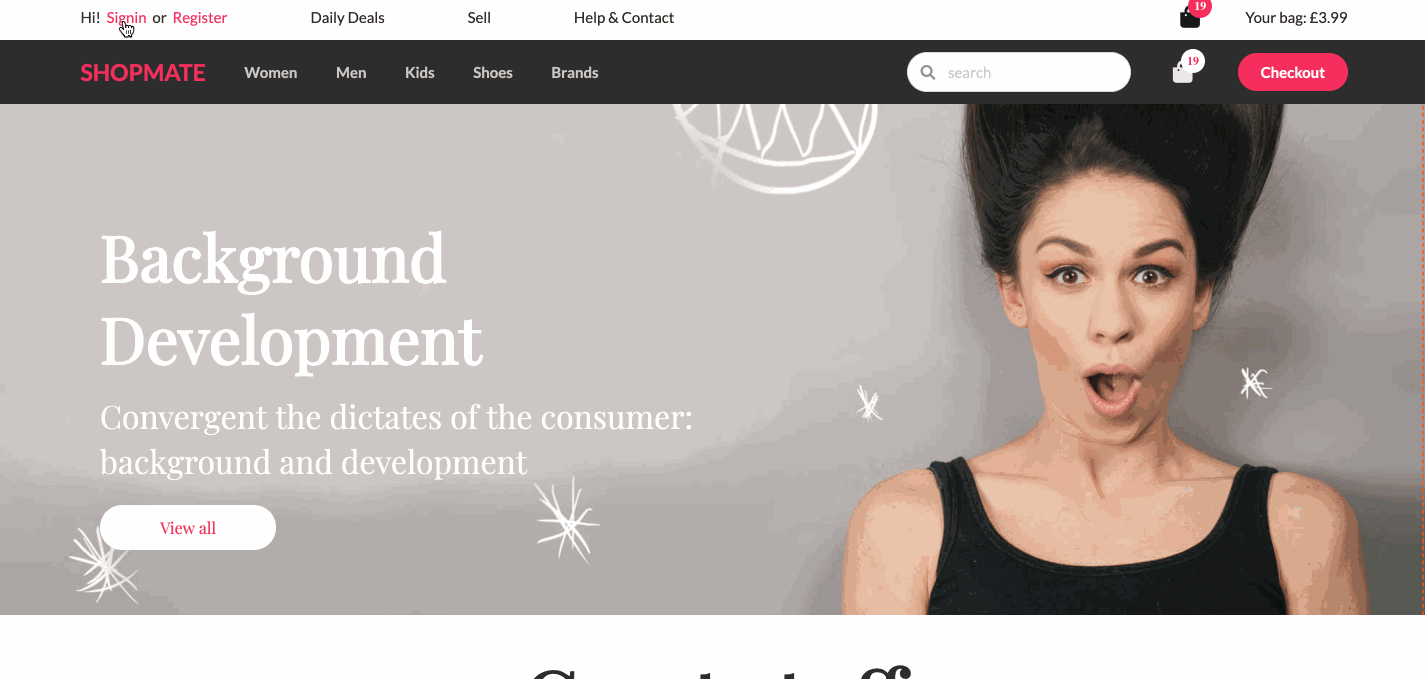 Hi! Signin or Register Daily Deals Sell Help & Contact 19 Your bag: £3.99
SHOPMATE Women Men Kids Shoes Brands search 19 Checkout
Background
Development
Convergent the dictates of the consumer:
background and development
View all